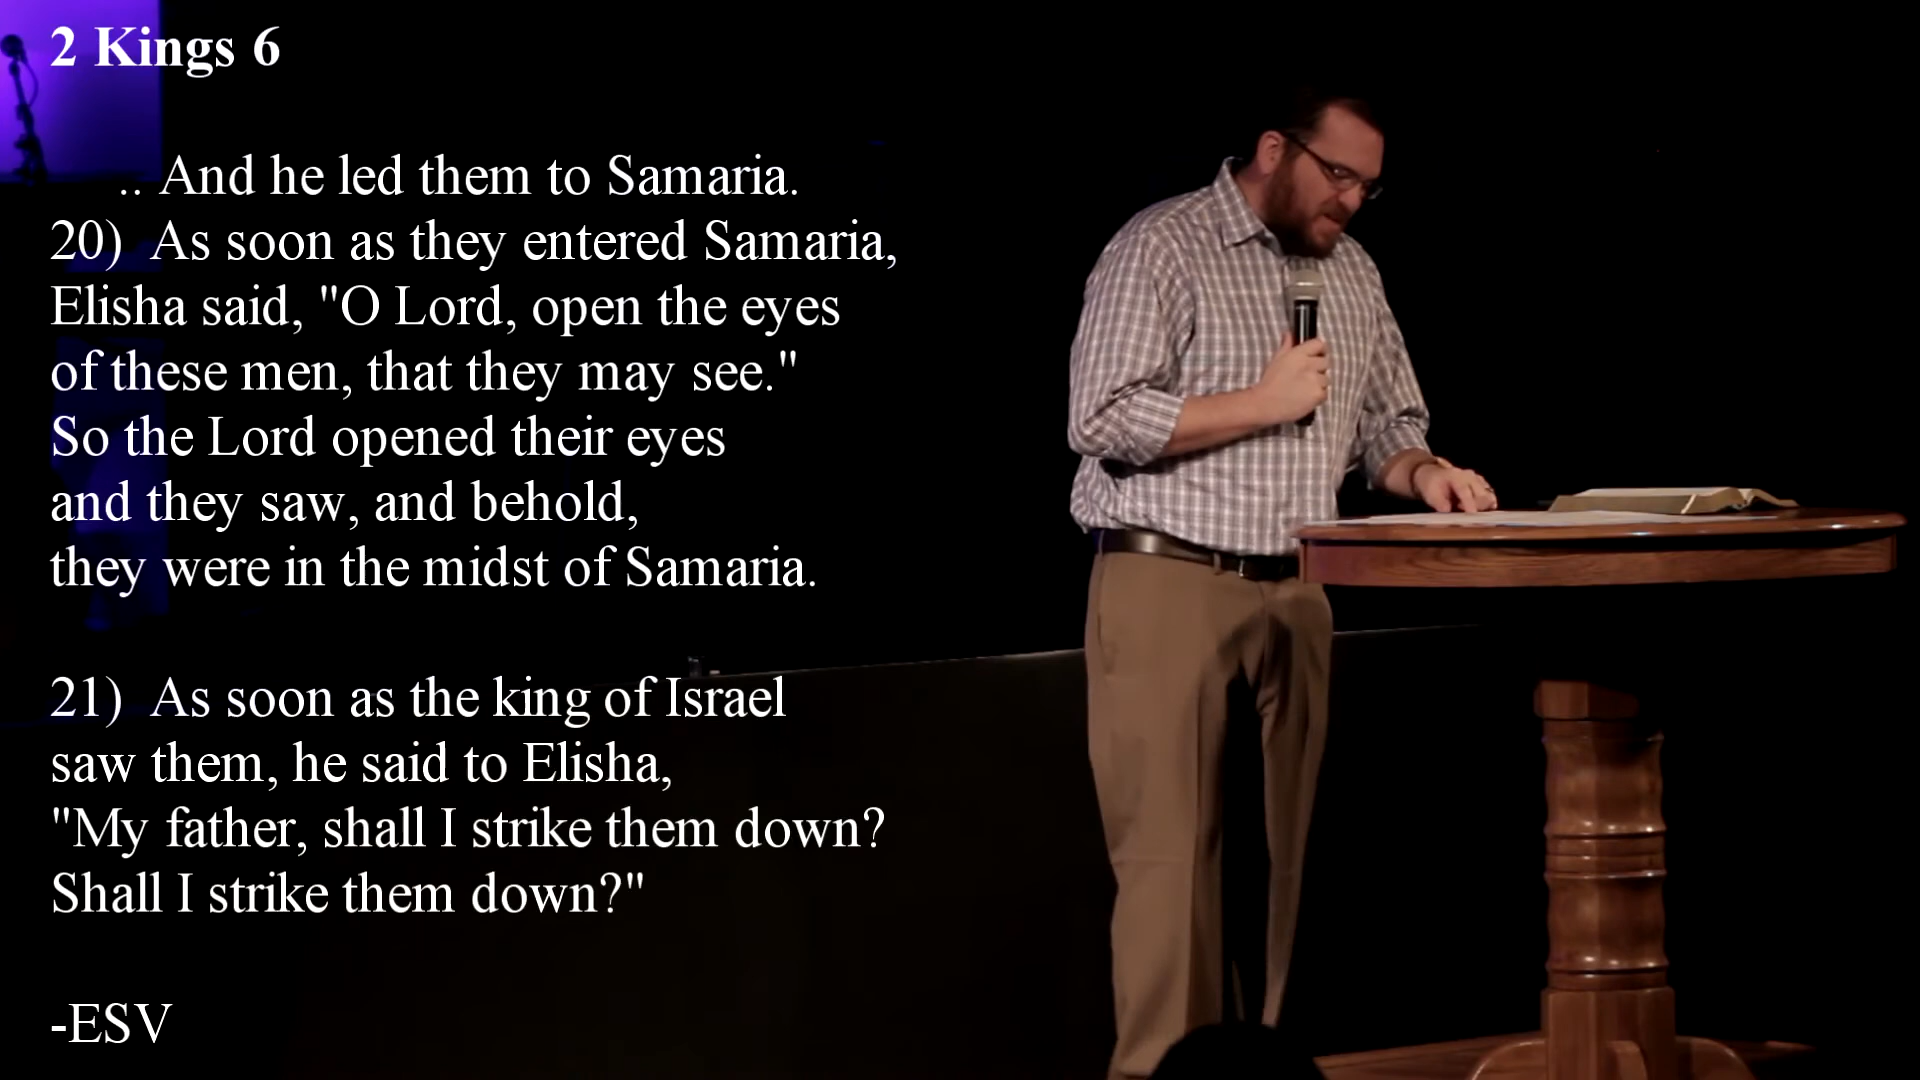 2 Kings 6
.. And he led them to Samaria.
20)  As soon as they entered Samaria,
Elisha said, "O Lord, open the eyes
of these men, that they may see."
So the Lord opened their eyes
and they saw, and behold,
they were in the midst of Samaria.
21)  As soon as the king of Israel
saw them, he said to Elisha,
"My father, shall I strike them down?
Shall I strike them down?"
-ESV